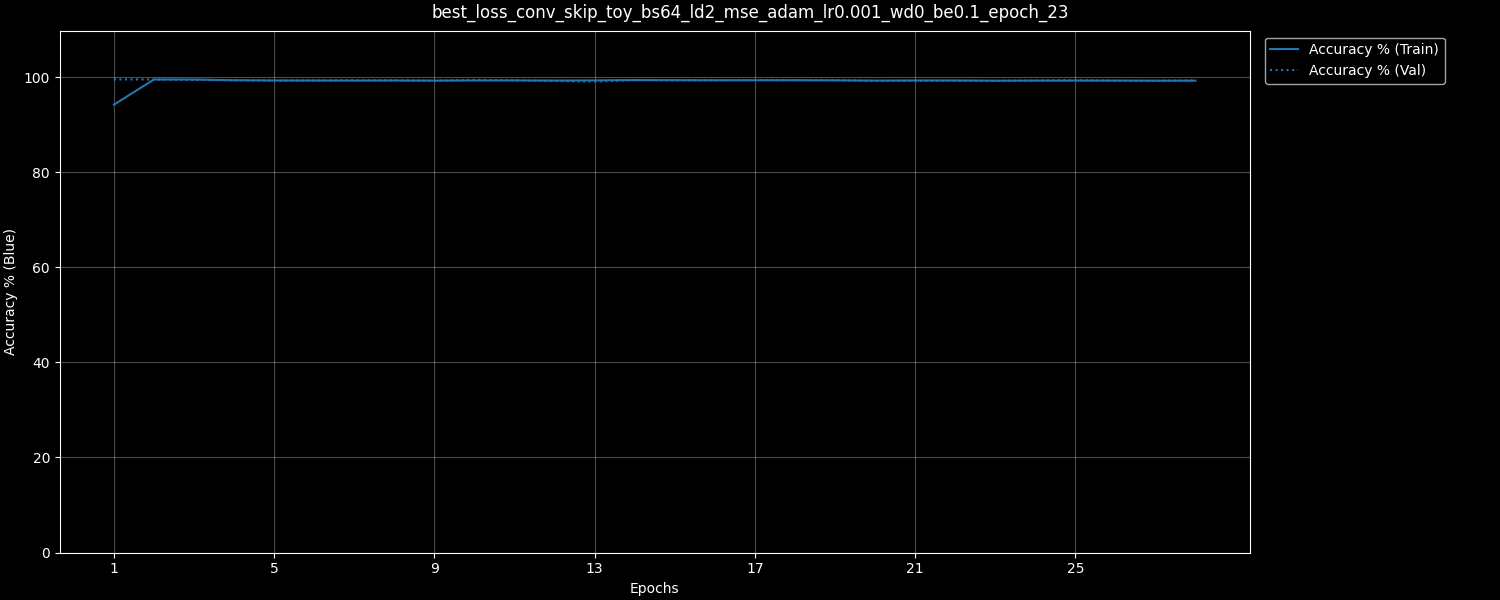 best_loss_conv_skip_toy_bs64_ld2_mse_adam_lr0.001_wd0_be0.1_epoch_23
Accuracy % (Train)
Accuracy % (Val)
Accuracy % (Blue)
100
80
60
40
20
0
1 5 9 13 17 21 25
Epochs